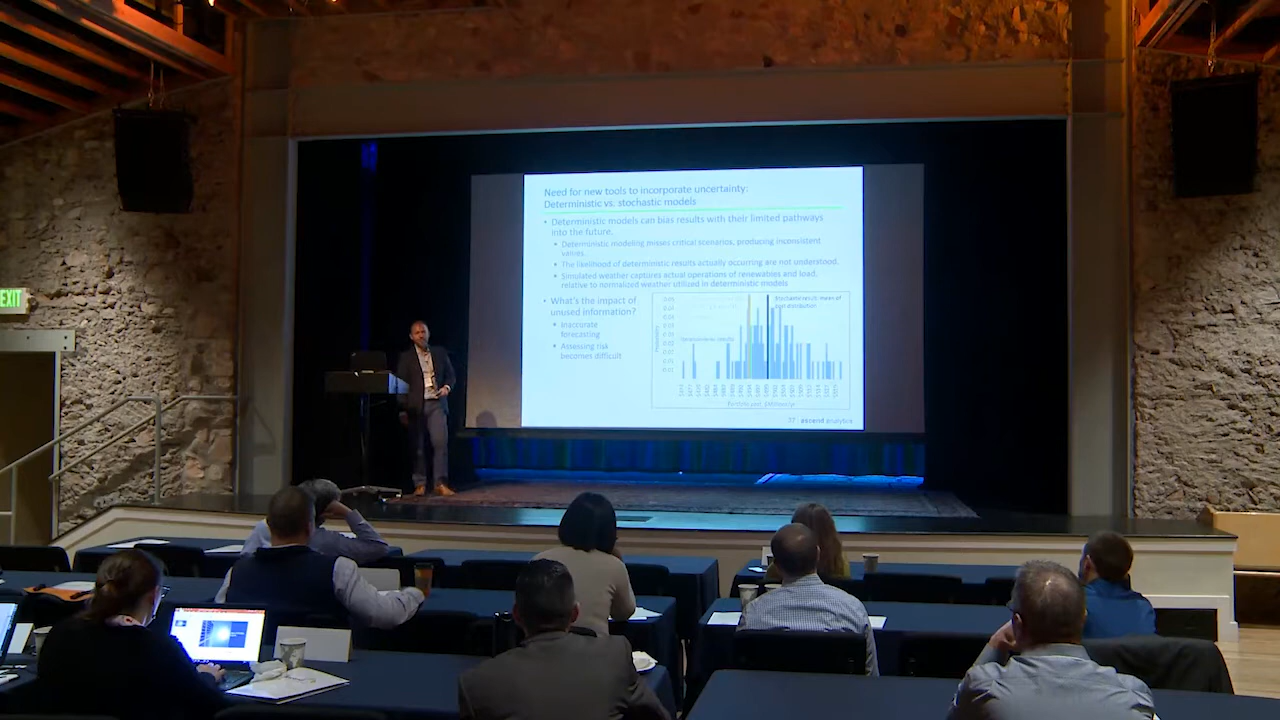 EXIT
Need for new tools to incorporate uncertainty:
Deterministic vs. stochastic models
• Deterministic models can bias results with their limited pathways
into the future.
Deterministic modeling misses critical scenarios, producing inconsistent
values.
The likelihood of deterministic results actually occurring are not understood.
Simulated weather captures actual operations of renewables and load,
relative to normalized weather utilized in deterministic models
• What's the impact of
unused information?
Inaccurate
forecasting
Assessing risk
becomes difficult
Stochastic result: mean of
distribution
Probability
77 | ascend analytics